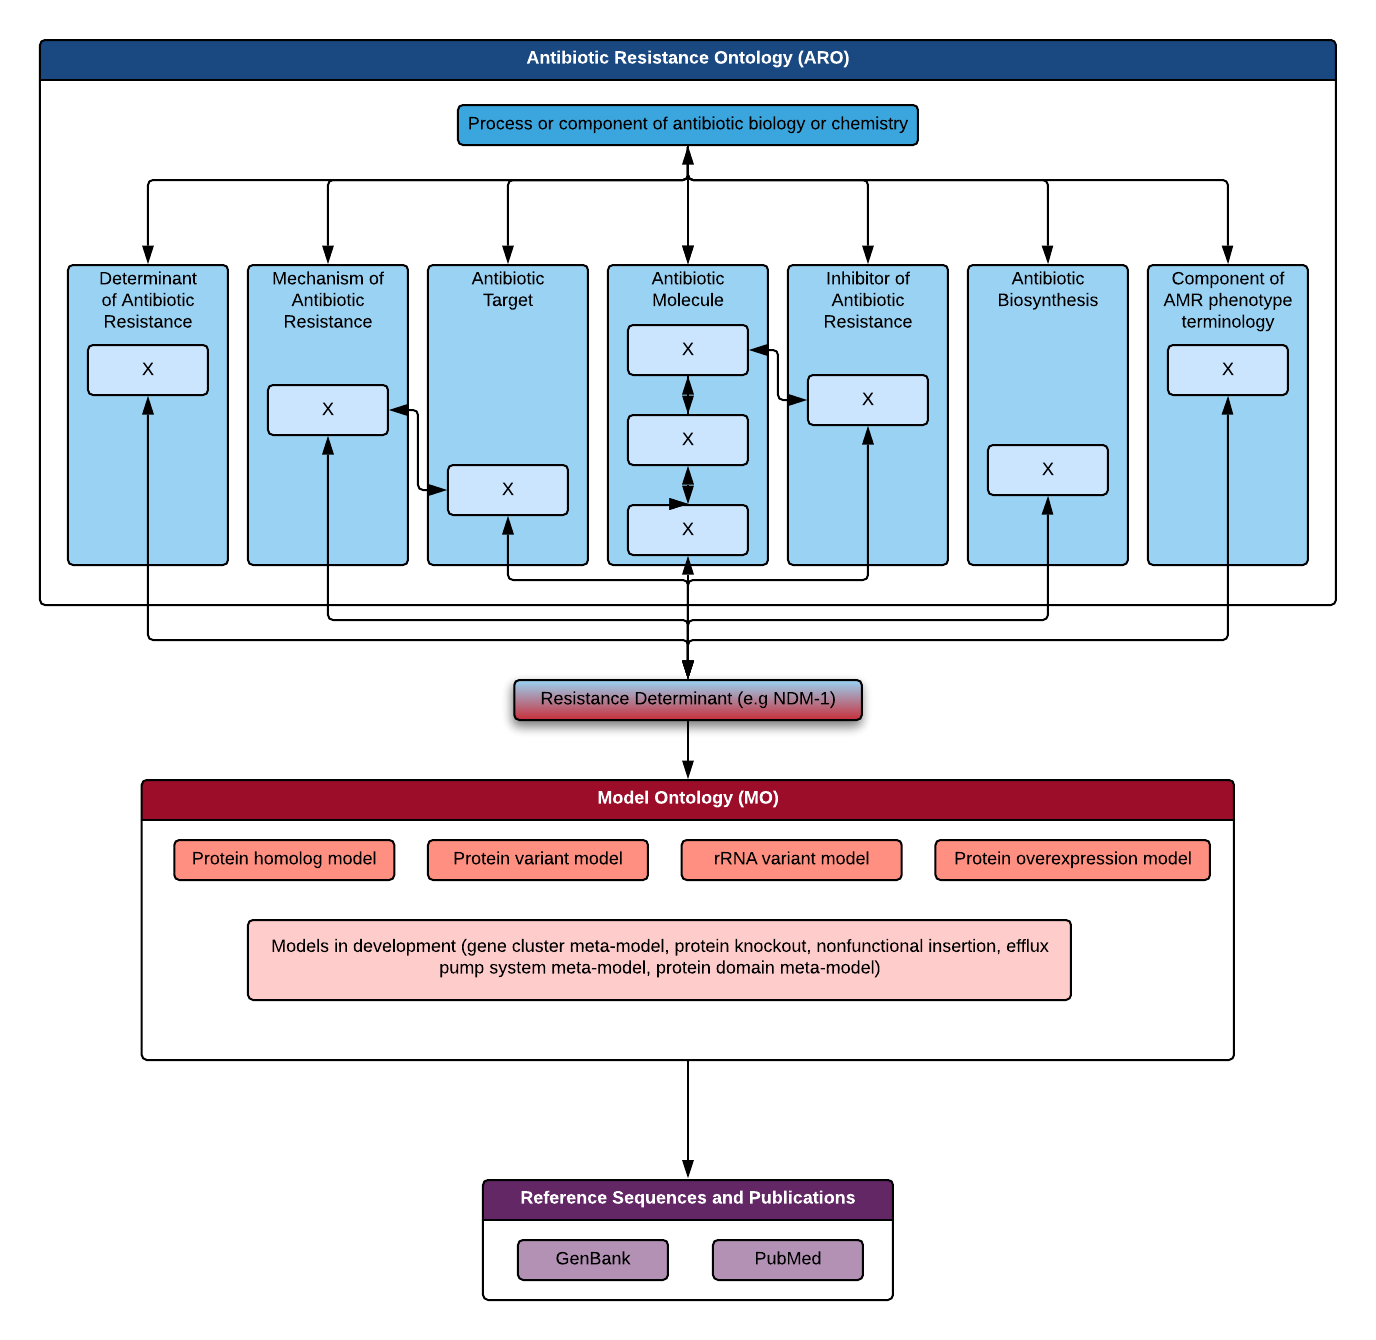 Antibiotic Resistance Ontology (ARO)
Process or component of antibiotic biology or chemistry
Determinant
of Antibiotic
Resistance
X
Mechanism of
Antibiotic
Resistance
X
Antibiotic
Target
X
Antibiotic
Molecule
X
X
X
Inhibitor of
Antibiotic
Resistance
X
Antibiotic
Biosynthesis
X
Component of
AMR phenotype
terminology
X
Resistance Determinant (e.g NDM-1)
Model Ontology (MO)
Protein homolog model
Protein variant model
rRNA variant model
Protein overexpression model
Models in development (gene cluster meta-model, protein knockout, nonfunctional insertion, efflux
pump system meta-model, protein domain meta-model)
Reference Sequences and Publications
GenBank
PubMed